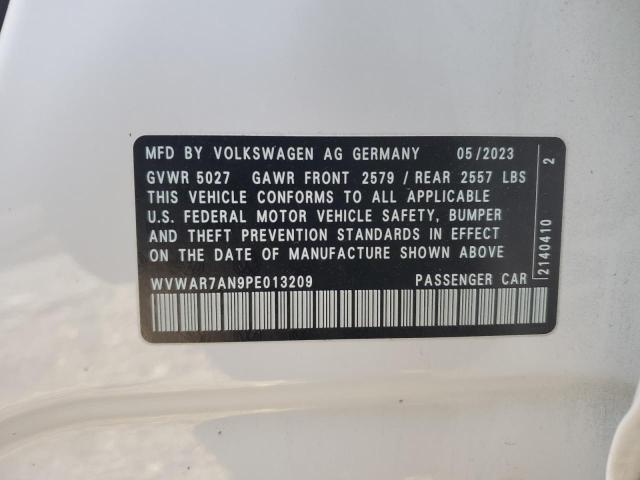 MFD BY VOLKSWAGEN AG GERMANY 05/2023
GVWR 5027 GAWR FRONT 2579 / REAR 2557 LBS
THIS VEHICLE CONFORMS TO ALL APPLICABLE
U.S. FEDERAL MOTOR VEHICLE SAFETY, BUMPER
AND THEFT PREVENTION STANDARDS IN EFFECT
ON THE DATE OF MANUFACTURE SHOWN ABOVE
WVWAR7AN9PE013209 PASSENGER CAR
2140410 2